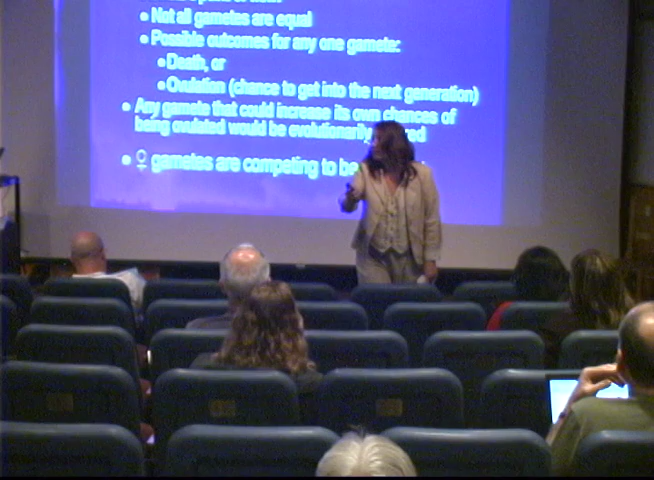 • Not all gametes are equal
• Possible outcomes for any one gamete:
• Death, or
• Ovulation (chance to get into the next generation)
• Any gamete that could increase its own chances of
being ovulated would be evolutionarily
• ♀ gametes are competing to be